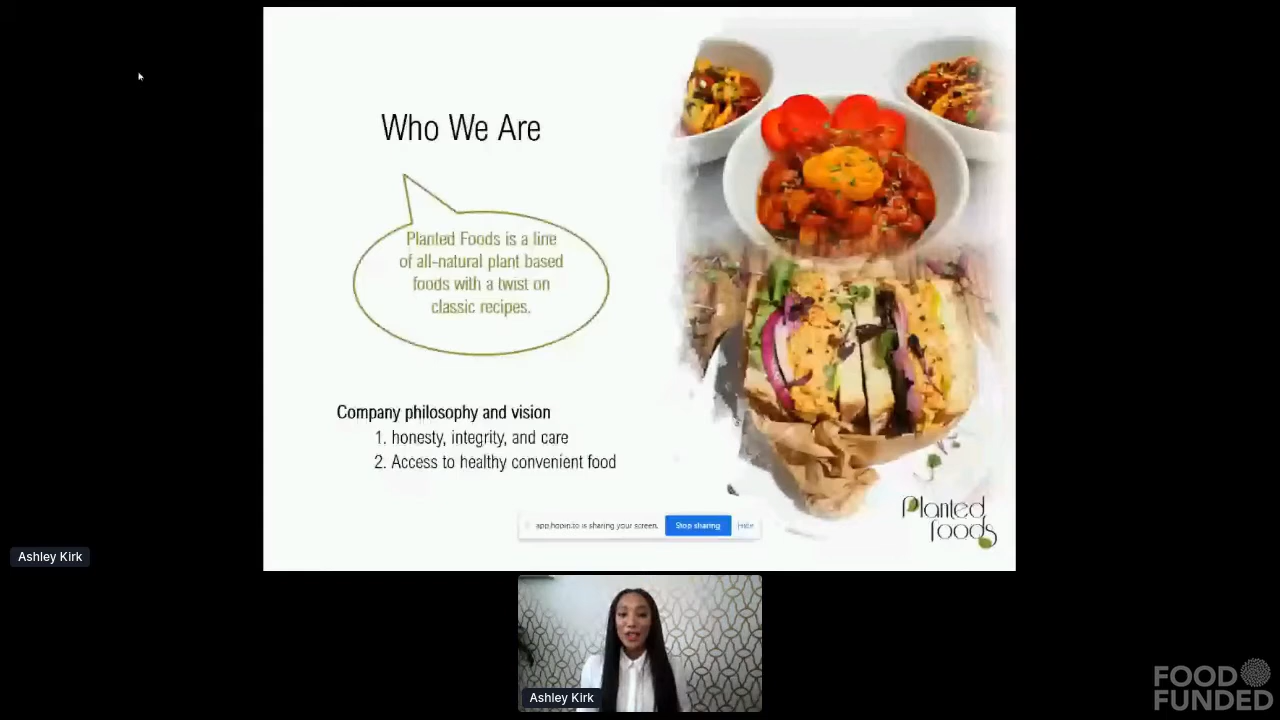 Who We Are
Planted Foods is a line
of all-natural plant based
foods with a twist on
classic recipes.
Company philosophy and vision
1. honesty, integrity, and care
2. Access to healthy convenient food
Planted
foods
app.hopin.to is sharing your screen.
Stop sharing
Hide
Ashley Kirk
Ashley Kirk
FOOD
FUNDED